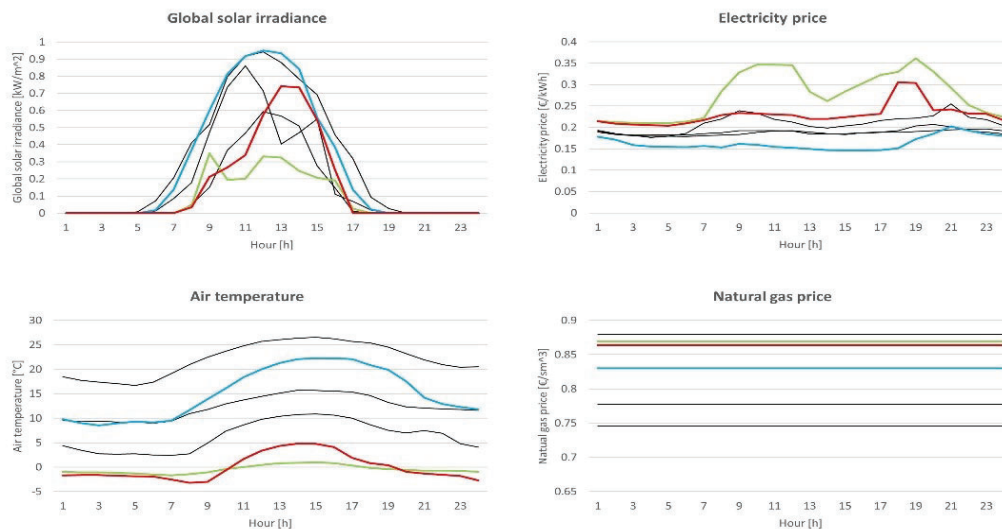 Global solar irradiance
Global solar irradiance [kW/m^2]
1
0.9
0.8
0.7
0.6
0.5
0.4
0.3
0.2
0.1
0
1 3 5 7 9 11 13 15 17 19 21 23
Hour [h]
Electricity price
Electricity price [€/kWh]
0.4
0.35
0.3
0.25
0.2
0.15
0.1
0.05
0
1 3 5 7 9 11 13 15 17 19 21 23
Hour [h]
Air temperature
Air temperature [°C]
30
25
20
15
10
5
0
-5
1 3 5 7 9 11 13 15 17 19 21 23
Hour [h]
Natural gas price
Natual gas price [€/sm^3]
0.9
0.85
0.8
0.75
0.7
0.65
1 3 5 7 9 11 13 15 17 19 21 23
Hour [h]